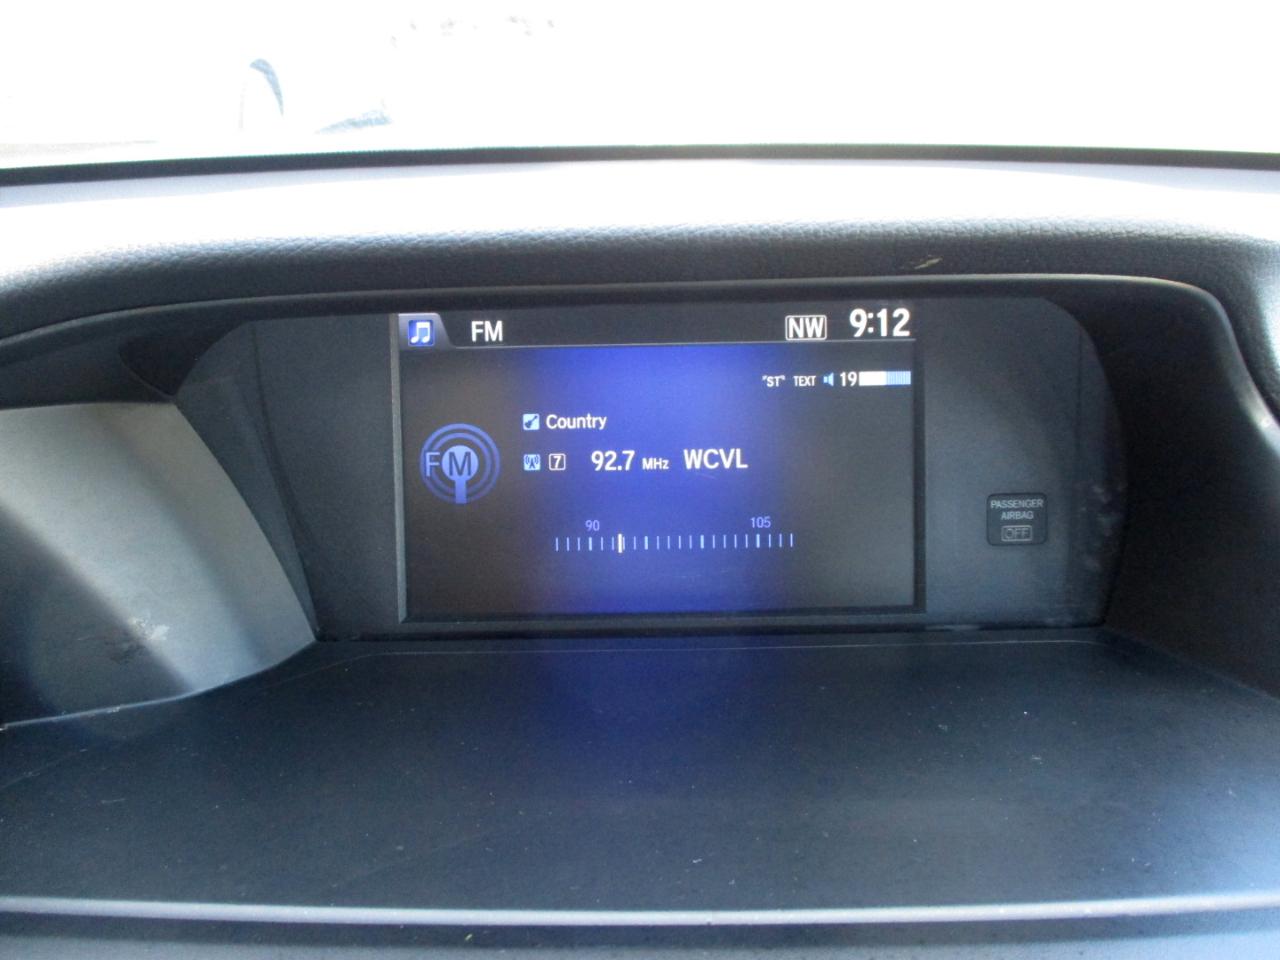 FM NW 9:12
"ST" TEXT 19
Country
FM 7 92.7 MHz WCVL
90 105
PASSENGER
AIRBAG
OFF